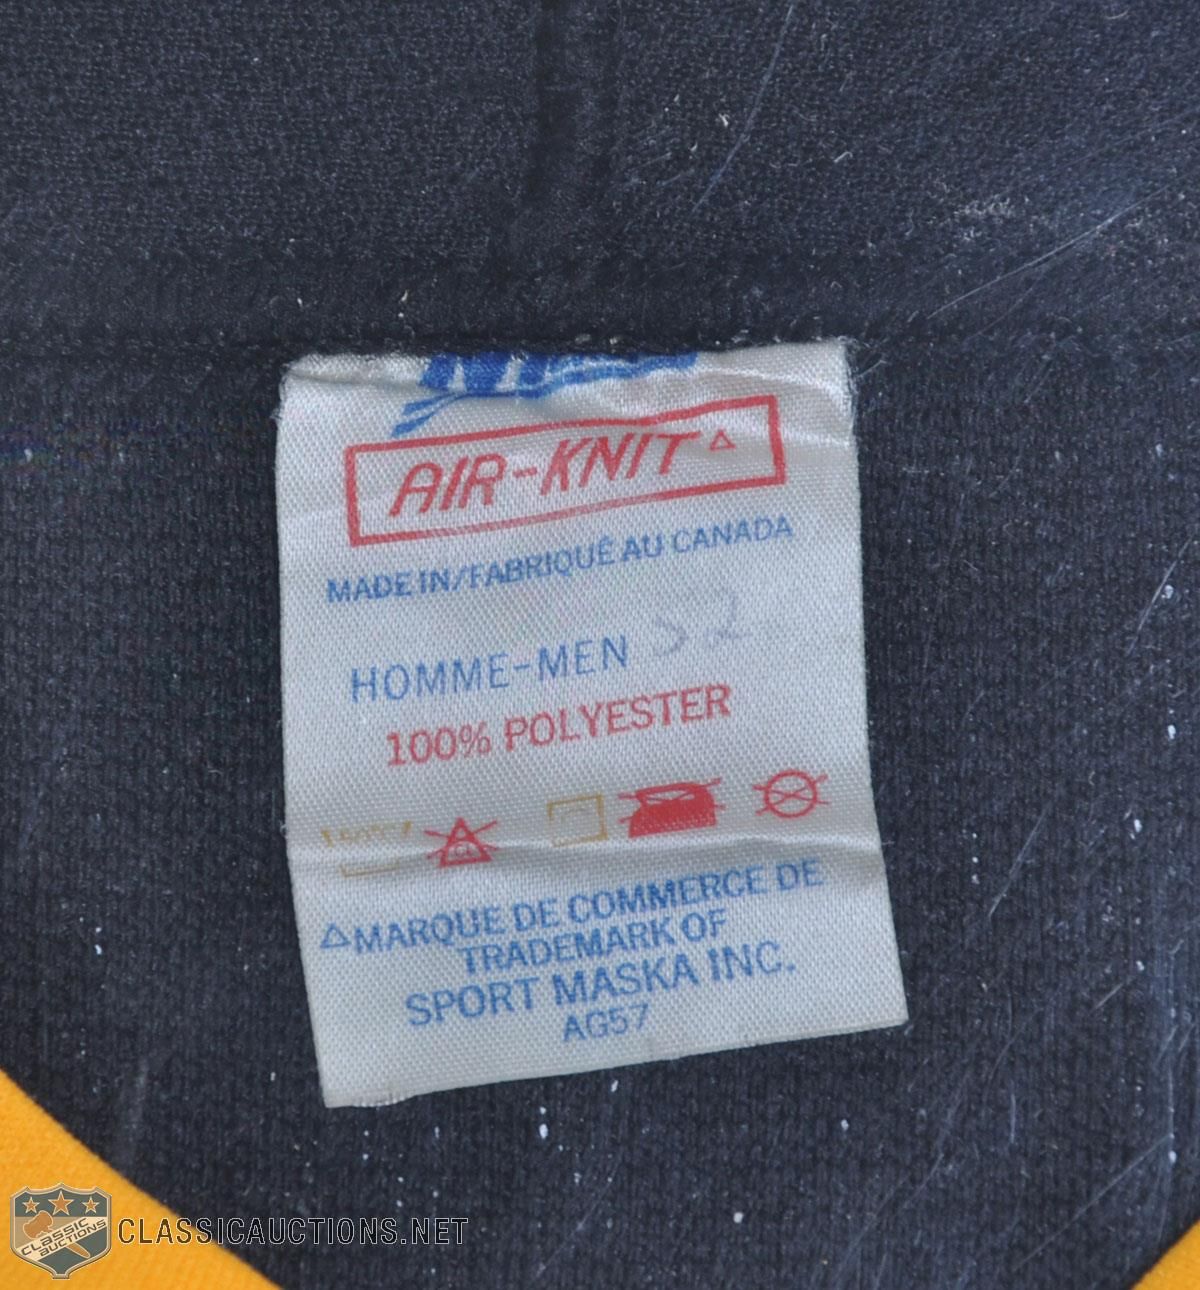 AIR-KNIT△
MADE IN/FABRIQUÉ AU CANADA
HOMME-MEN 52
100% POLYESTER
△MARQUE DE COMMERCE DE
TRADEMARK OF
SPORT MASKA INC.
AG57
CLASSIC AUCTIONS
CLASSICAUCTIONS.NET